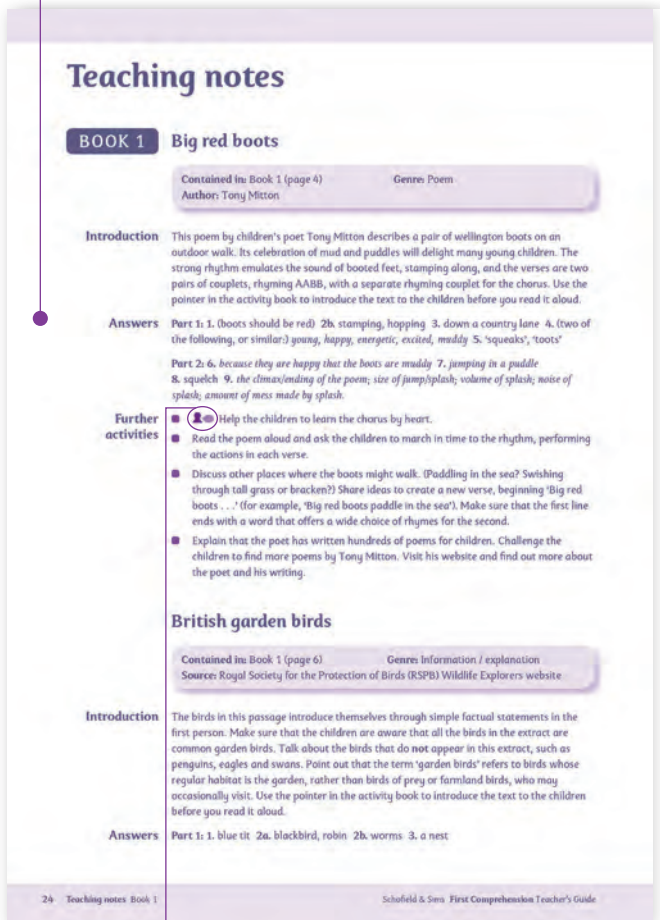 Teaching notes
BOOK 1 Big red boots
Contained in: Book 1 (page 4) Genre: Poem
Author: Tony Mitton
Introduction This poem by children's poet Tony Mitton describes a pair of wellington boots on an
outdoor walk. Its celebration of mud and puddles will delight many young children. The
strong rhythm emulates the sound of booted feet, stamping along, and the verses are two
pairs of couplets, rhyming AABB, with a separate rhyming couplet for the chorus. Use the
pointer in the activity book to introduce the text to the children before you read it aloud.
Answers Part 1: 1. (boots should be red) 2b. stamping, hopping 3. down a country lane 4. (two of
the following, or similar:) young, happy, energetic, excited, muddy 5. 'squeaks', 'toots'
Part 2: 6. because they are happy that the boots are muddy 7. jumping in a puddle
8. squelch 9. the climax/ending of the poem; size of jump/splash; volume of splash; noise of
splash; amount of mess made by splash.
Further activities ■ Help the children to learn the chorus by heart.
■ Read the poem aloud and ask the children to march in time to the rhythm, performing
the actions in each verse.
■ Discuss other places where the boots might walk. (Paddling in the sea? Swishing
through tall grass or bracken?) Share ideas to create a new verse, beginning 'Big red
boots . . .' (for example, 'Big red boots paddle in the sea'). Make sure that the first line
ends with a word that offers a wide choice of rhymes for the second.
■ Explain that the poet has written hundreds of poems for children. Challenge the
children to find more poems by Tony Mitton. Visit his website and find out more about
the poet and his writing.
British garden birds
Contained in: Book 1 (page 6) Genre: Information / explanation
Source: Royal Society for the Protection of Birds (RSPB) Wildlife Explorers website
Introduction The birds in this passage introduce themselves through simple factual statements in the
first person. Make sure that the children are aware that all the birds in the extract are
common garden birds. Talk about the birds that do not appear in this extract, such as
penguins, eagles and swans. Point out that the term 'garden birds' refers to birds whose
regular habitat is the garden, rather than birds of prey or farmland birds, who may
occasionally visit. Use the pointer in the activity book to introduce the text to the children
before you read it aloud.
Answers Part 1: 1. blue tit 2a. blackbird, robin 2b. worms 3. a nest
24 Teaching notes Book 1 Schofield & Sims First Comprehension Teacher's Guide